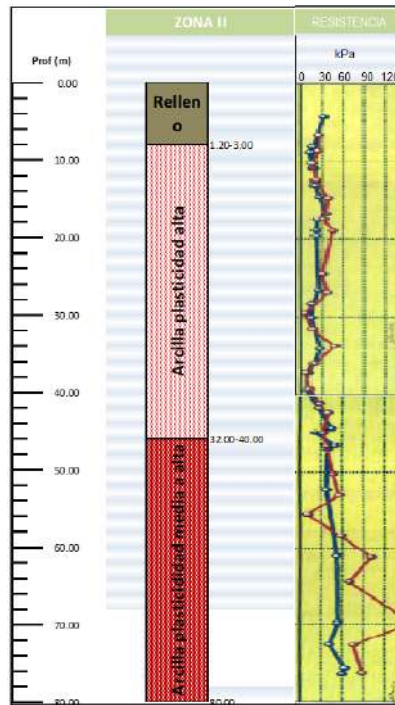 ZONA II
RESISTENCIA
kPa
Prof (m)
0 30 60 90 120
0.00
Rellen
o
1.20-3.00
10.00
Arcilla plasticidad alta
20.00
30.00
40.00
32.00-40.00
50.00
Arcilla plasticididad media a alta
60.00
70.00
80.00
80.00